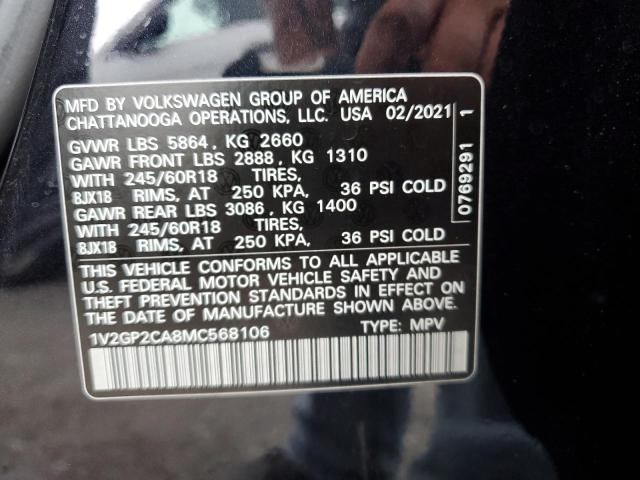 MFD BY VOLKSWAGEN GROUP OF AMERICA
CHATTANOOGA OPERATIONS, LLC. USA 02/2021
GVWR LBS 5864, KG 2660
GAWR FRONT LBS 2888, KG 1310
WITH 245/60R18 TIRES,
8JX18 RIMS, AT 250 KPA, 36 PSI COLD
GAWR REAR LBS 3086, KG 1400
WITH 245/60R18 TIRES,
8JX18 RIMS, AT 250 KPA, 36 PSI COLD
THIS VEHICLE CONFORMS TO ALL APPLICABLE
U.S. FEDERAL MOTOR VEHICLE SAFETY AND
THEFT PREVENTION STANDARDS IN EFFECT ON
THE DATE OF MANUFACTURE SHOWN ABOVE.
1V2GP2CA8MC568106 TYPE: MPV
0769291 1